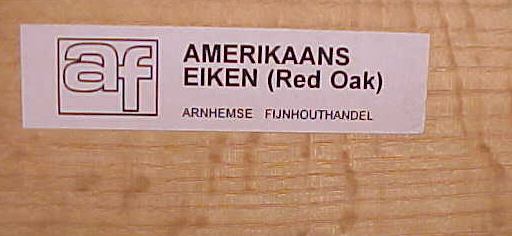 af
AMERIKAANS
EIKEN (Red Oak)
ARNHEMSE FIJNHOUTHANDEL